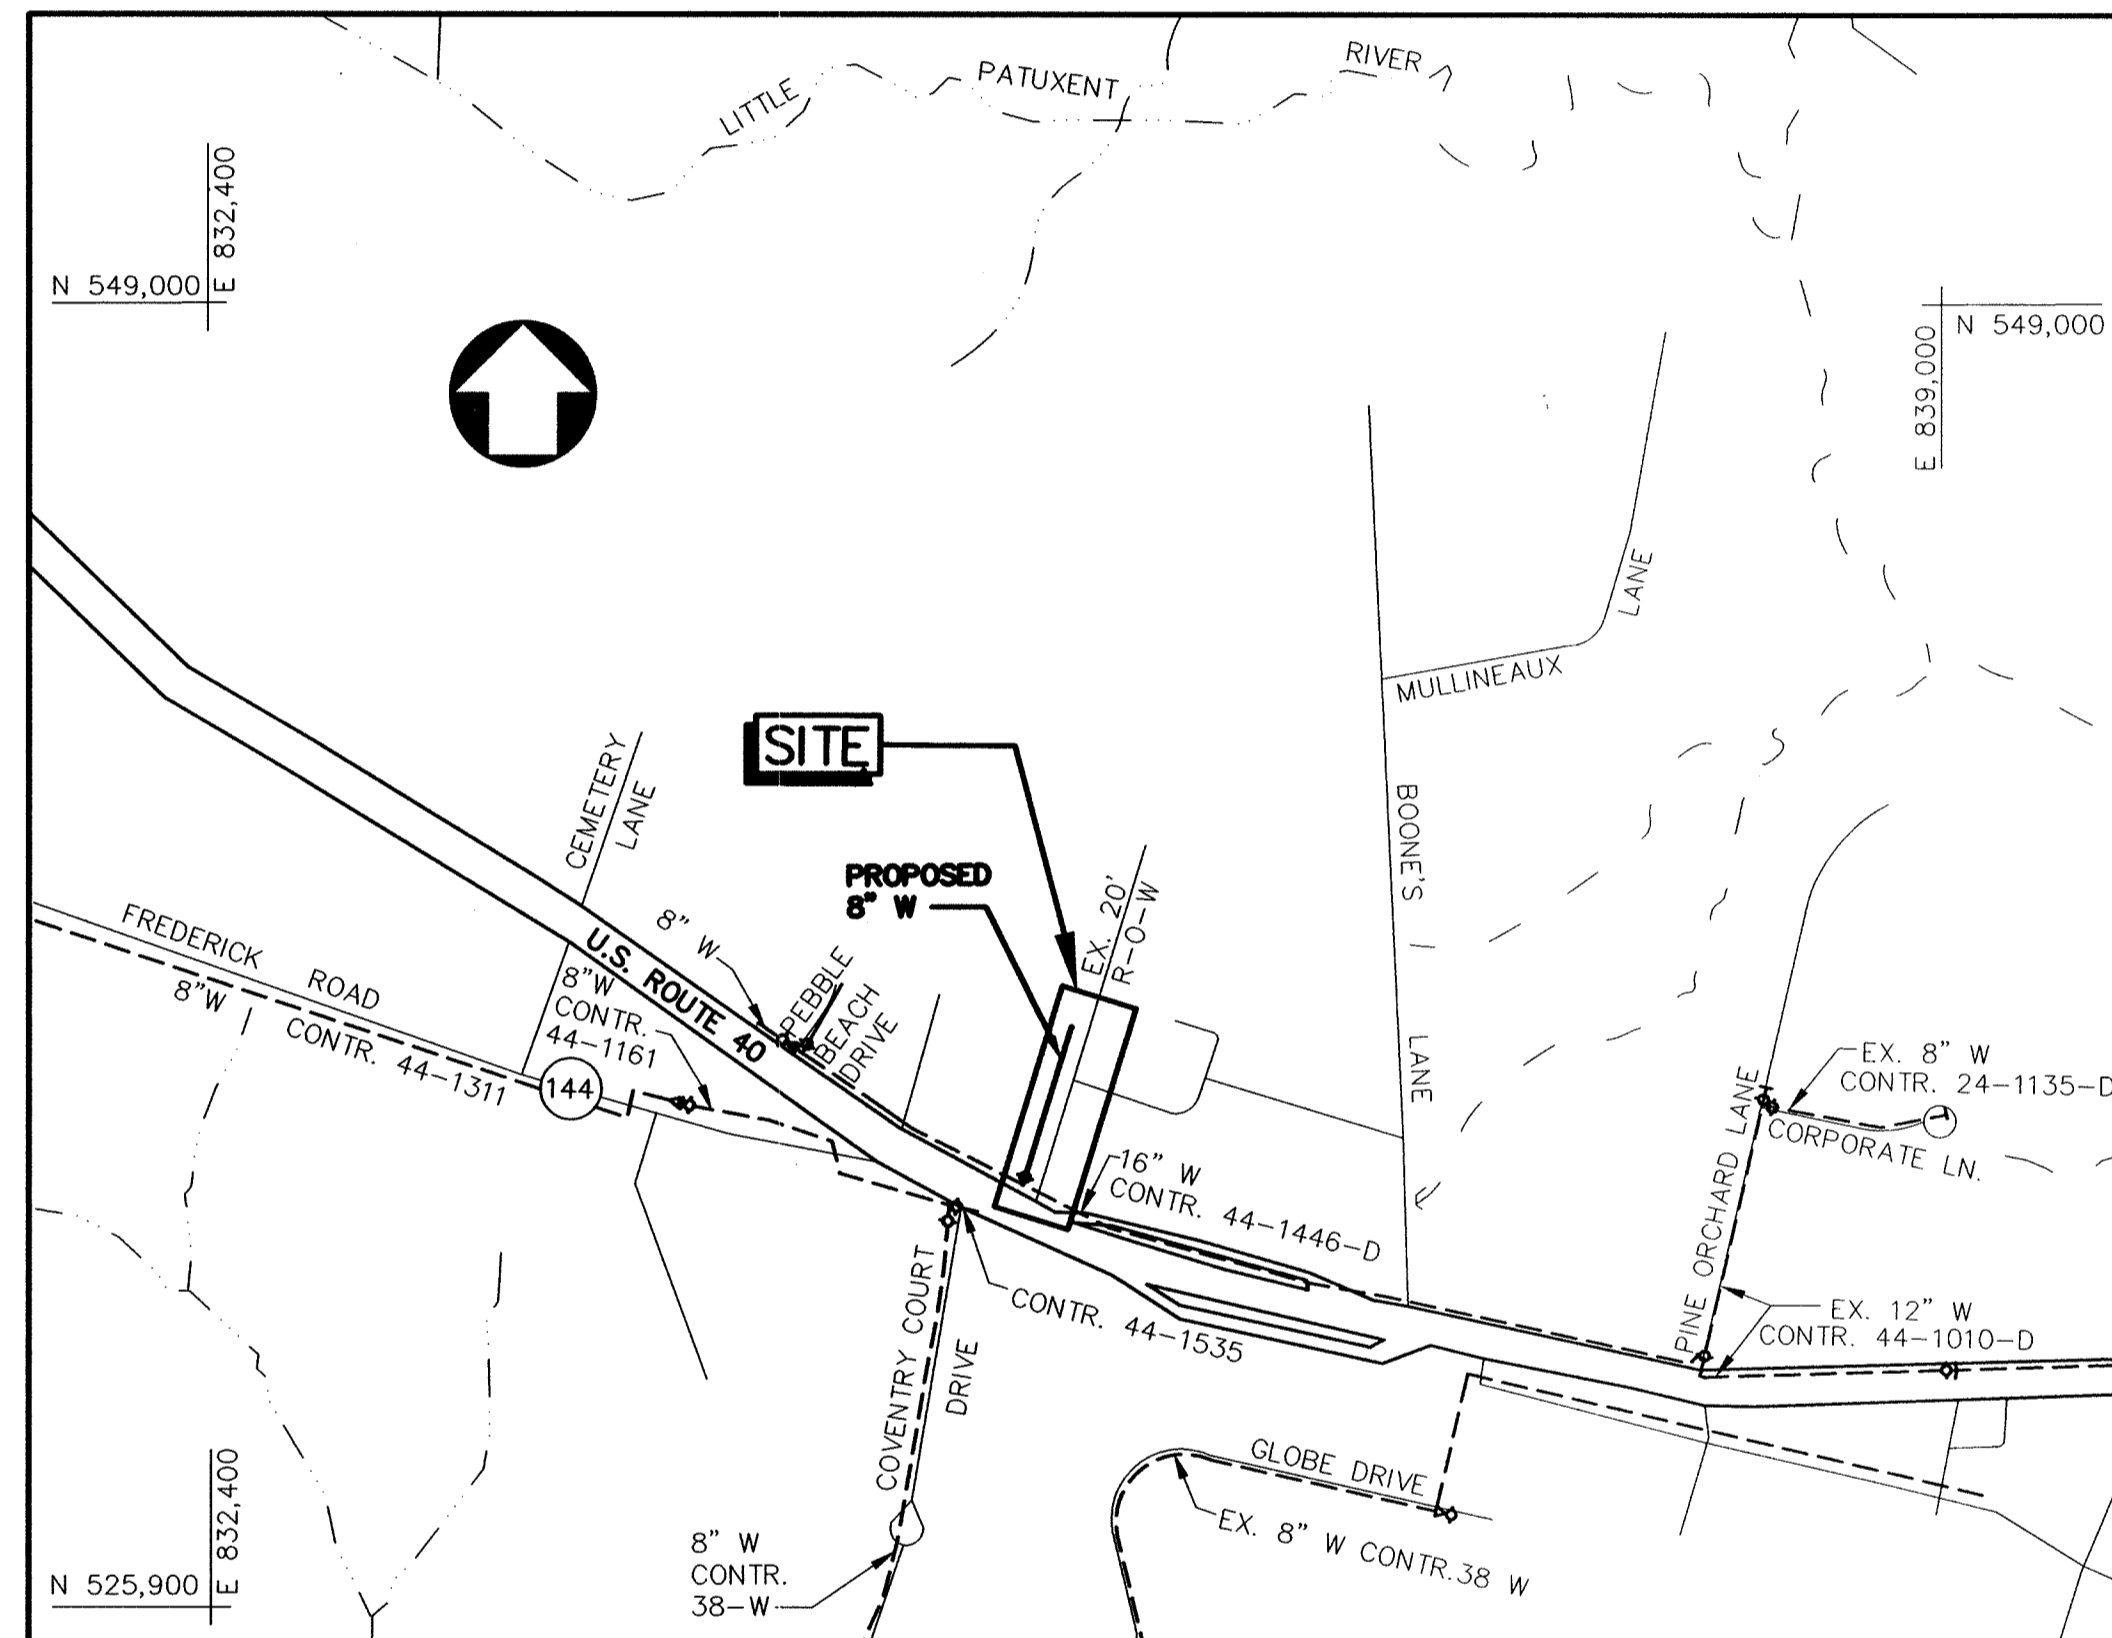 LITTLE PATUXENT RIVER
E 832,400
N 549,000
N 549,000
E 839,000
MULLINEAUX LANE
SITE
CEMETERY
LANE
PROPOSED
8" W
EX. 20'
R-O-W
BOONE'S LANE
FREDERICK ROAD
8"W
CONTR. 44-1311
144
U.S. ROUTE 40
8" W
8"W
CONTR.
44-1161
PEBBLE
BEACH
DRIVE
16" W
CONTR. 44-1446-D
EX. 8" W
CONTR. 24-1135-D
CORPORATE LN.
PINE ORCHARD LANE
EX. 12" W
CONTR. 44-1010-D
CONTR. 44-1535
COVENTRY COURT
DRIVE
GLOBE DRIVE
EX. 8" W CONTR.38 W
8" W
CONTR.
38-W
E 832,400
N 525,900